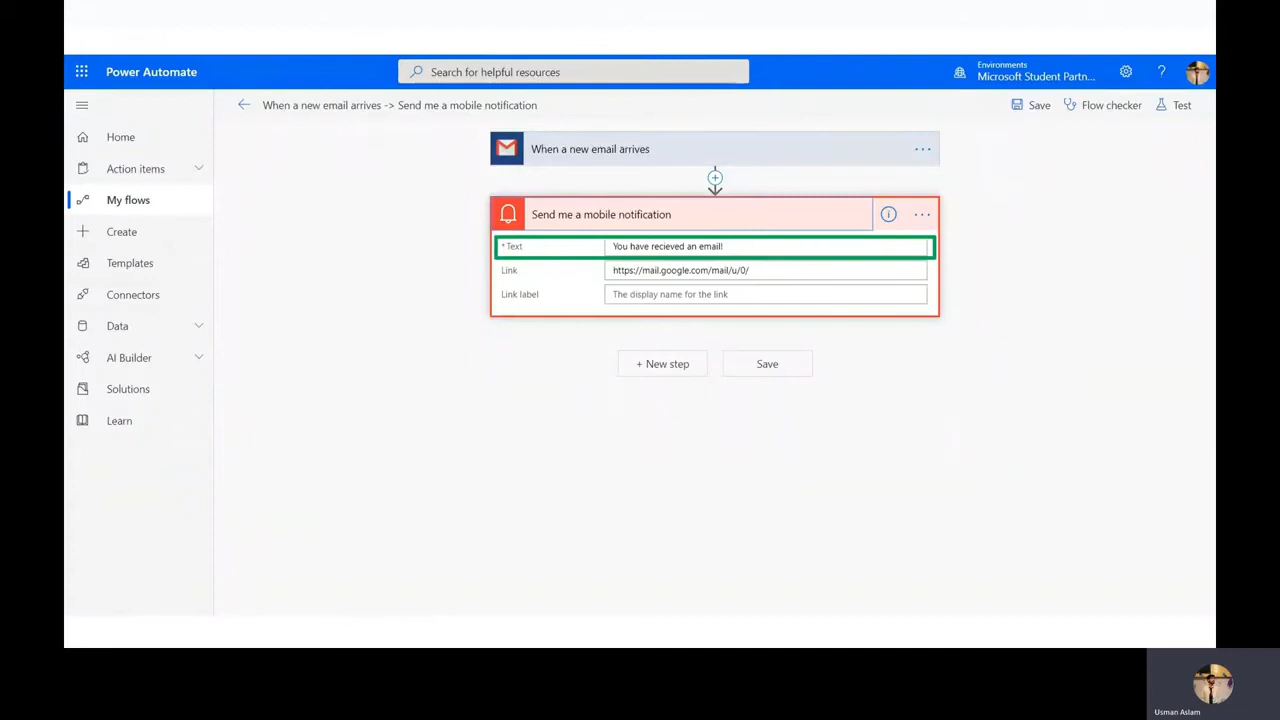 Power Automate
Search for helpful resources
Environments
Microsoft Student Partn...
?
When a new email arrives -> Send me a mobile notification
Save
Flow checker
Test
Home
Action items
My flows
Create
Templates
Connectors
Data
AI Builder
Solutions
Learn
When a new email arrives
...
Send me a mobile notification
...
* Text
You have recieved an email!
Link
https://mail.google.com/mail/u/0/
Link label
The display name for the link
+ New step
Save
Usman Aslam